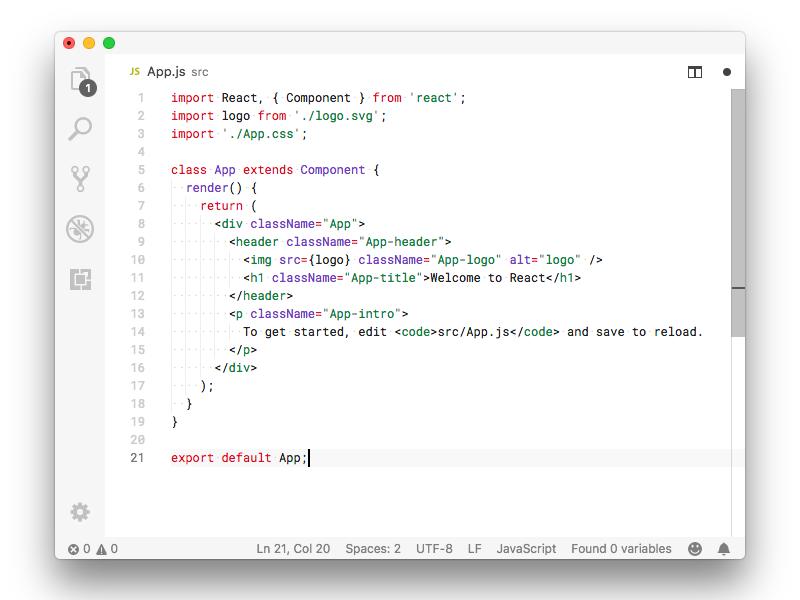 JS App.js src
1
1 import React, { Component } from 'react';
2 import logo from './logo.svg';
3 import './App.css';
4
5 class App extends Component {
6   render() {
7     return (
8       <div className="App">
9         <header className="App-header">
10           <img src={logo} className="App-logo" alt="logo" />
11           <h1 className="App-title">Welcome to React</h1>
12         </header>
13         <p className="App-intro">
14           To get started, edit <code>src/App.js</code> and save to reload.
15         </p>
16       </div>
17     );
18   }
19 }
20
21 export default App;
0 0 Ln 21, Col 20 Spaces: 2 UTF-8 LF JavaScript Found 0 variables